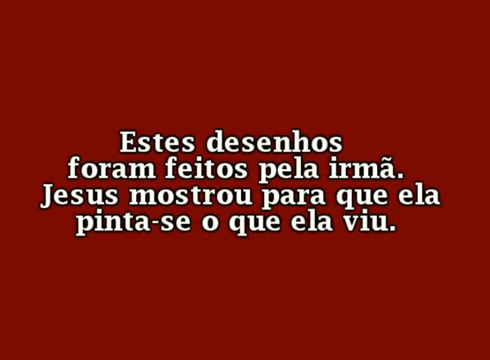 Estes desenhos
foram feitos pela irmã.
Jesus mostrou para que ela
pinta-se o que ela viu.